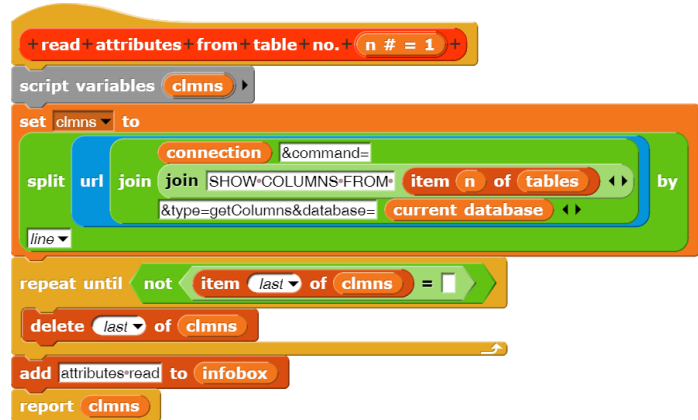 +read+attributes+from+table+no.+ n # = 1 +
script variables clmns
set clmns to
connection &command=
split url join join SHOW•COLUMNS•FROM• item n of tables by
&type=getColumns&database= current database
line
repeat until not item last of clmns =
delete last of clmns
add attributes•read to infobox
report clmns